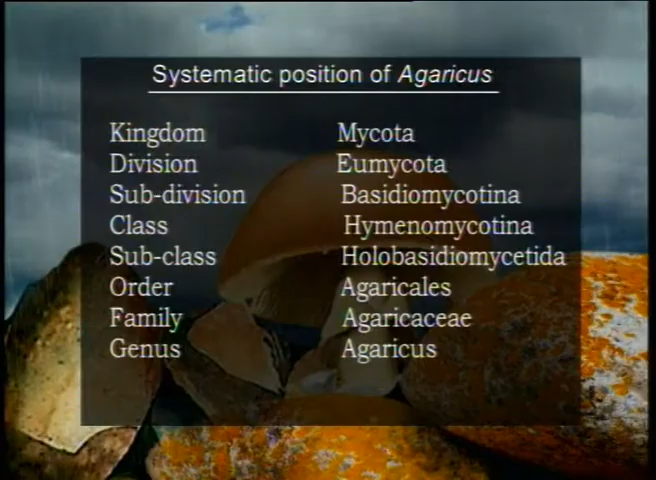 Systematic position of Agaricus
Kingdom Mycota
Division Eumycota
Sub-division Basidiomycotina
Class Hymenomycotina
Sub-class Holobasidiomycetida
Order Agaricales
Family Agaricaceae
Genus Agaricus